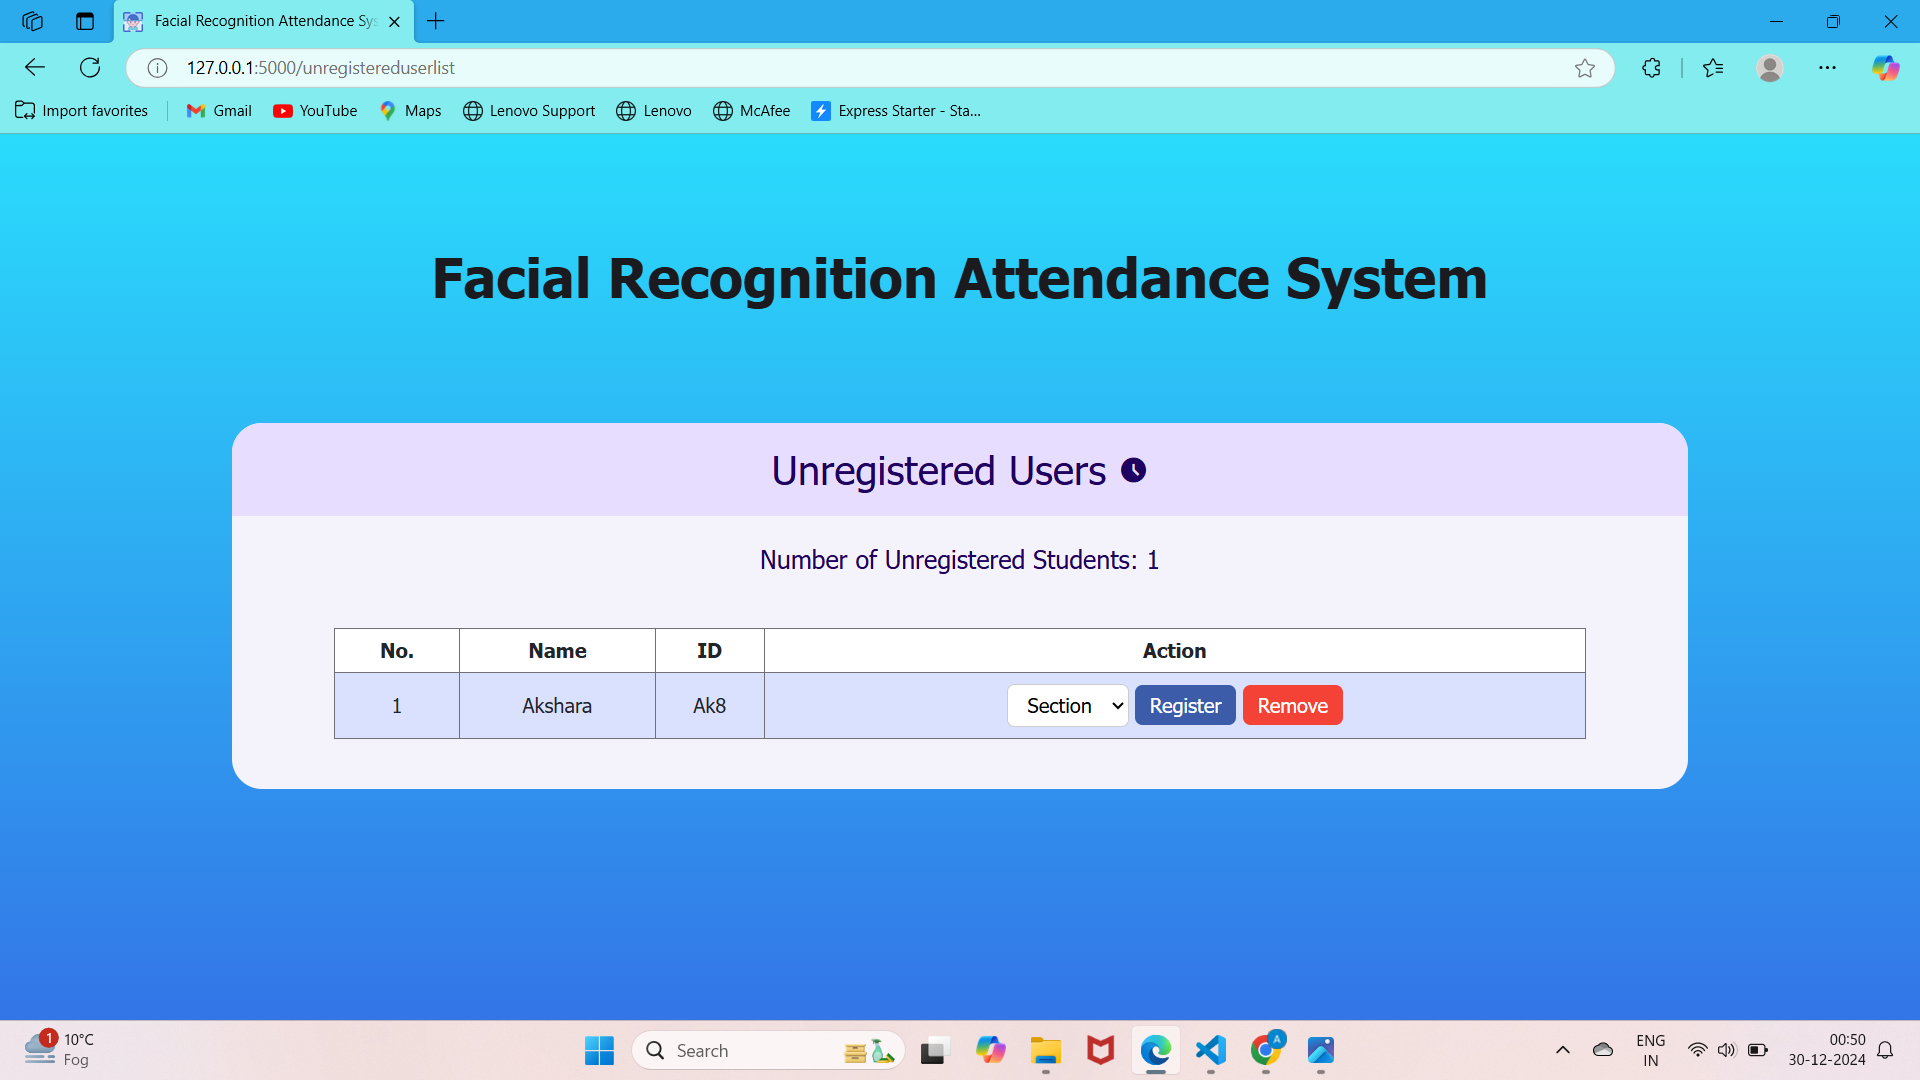 Facial Recognition Attendance Sys
127.0.0.1:5000/unregistereduserlist
Import favorites
Gmail
YouTube
Maps
Lenovo Support
Lenovo
McAfee
Express Starter - Sta...
Facial Recognition Attendance System
Unregistered Users
Number of Unregistered Students: 1
No. Name ID Action
1 Akshara Ak8 Section Register Remove
1
10°C
Fog
Search
A
ENG
IN
00:50
30-12-2024